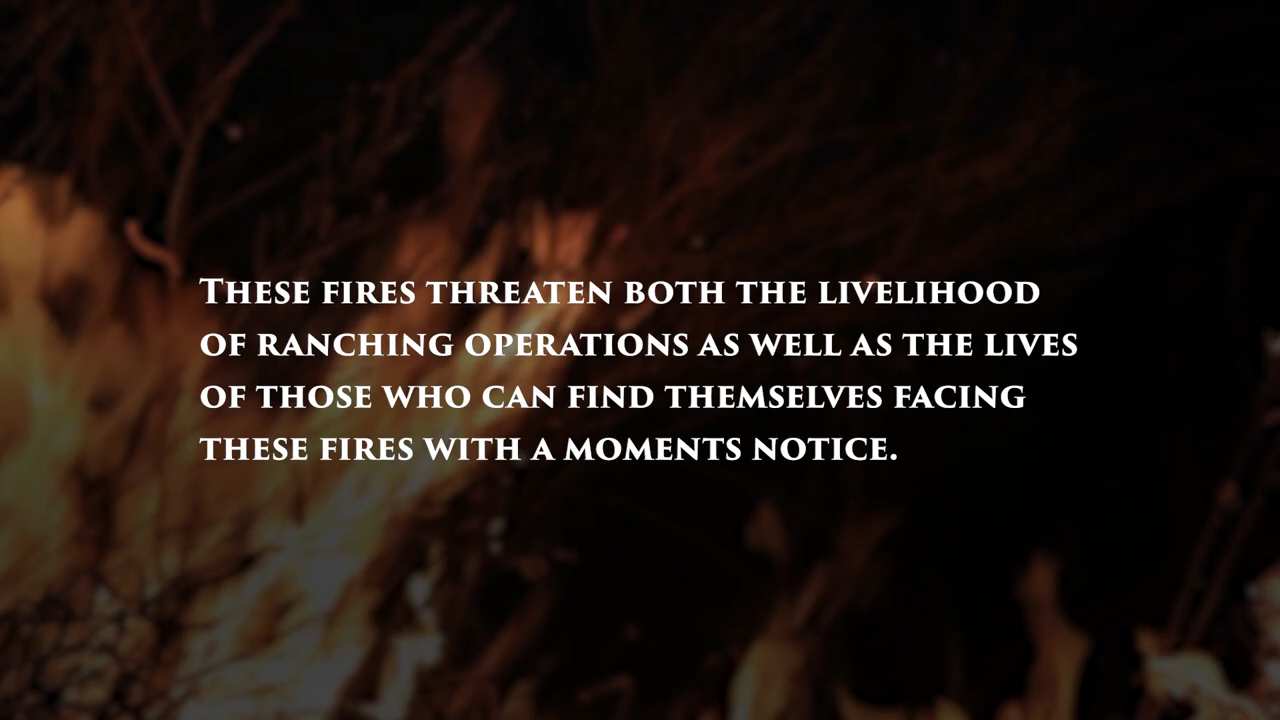 These fires threaten both the livelihood
of ranching operations as well as the lives
of those who can find themselves facing
these fires with a moments notice.